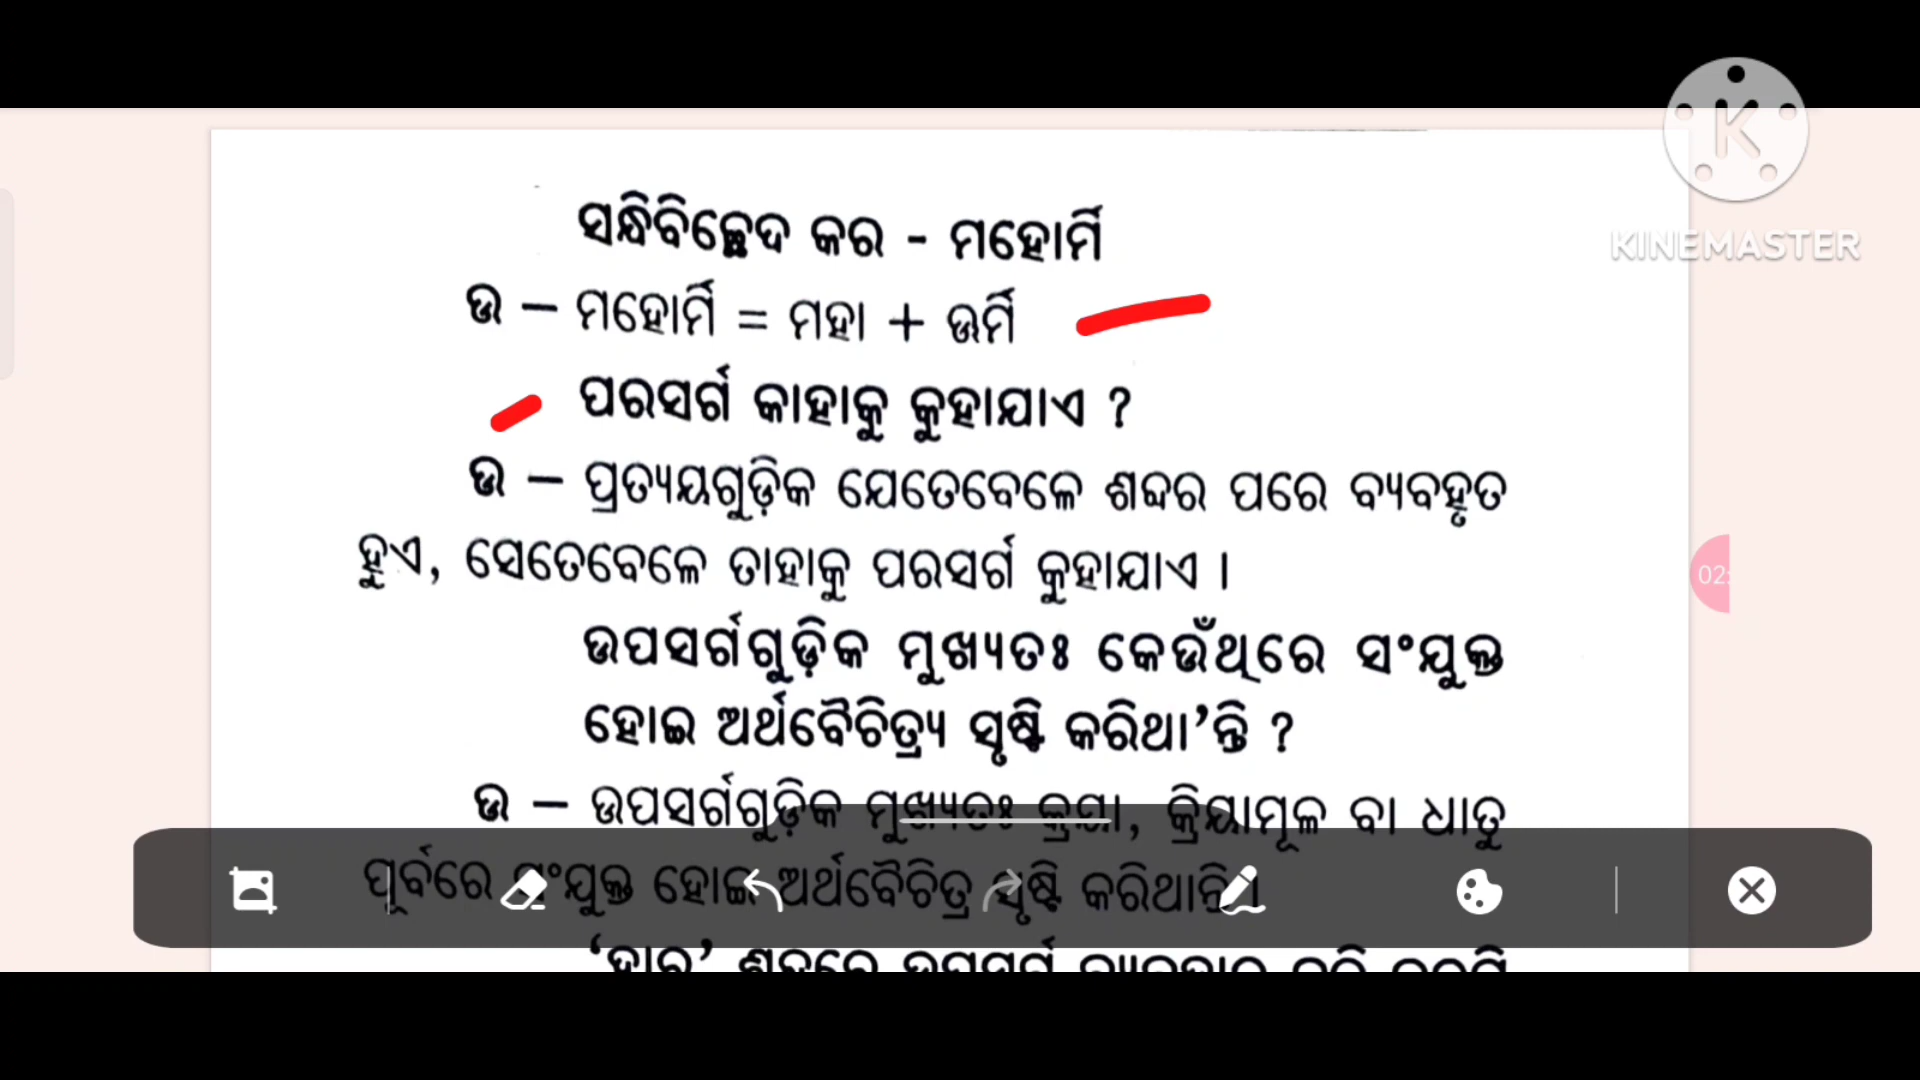 KINEMASTER
ସନ୍ଧିବିଚ୍ଛେଦ କର - ମହୋର୍ମି
ଉ – ମହୋର୍ମି = ମହା + ଊର୍ମି
ପରସର୍ଗ କାହାକୁ କୁହାଯାଏ ?
ଉ – ପ୍ରତ୍ୟୟଗୁଡ଼ିକ ଯେତେବେଳେ ଶବ୍ଦର ପରେ ବ୍ୟବହୃତ
ହୁଏ, ସେତେବେଳେ ତାହାକୁ ପରସର୍ଗ କୁହାଯାଏ ।
02:
ଉପସର୍ଗଗୁଡ଼ିକ ମୁଖ୍ୟତଃ କେଉଁଥିରେ ସଂଯୁକ୍ତ
ହୋଇ ଅର୍ଥବୈଚିତ୍ର୍ୟ ସୃଷ୍ଟି କରିଥା’ନ୍ତି ?
ଉ – ଉପସର୍ଗଗୁଡ଼ିକ ମୁଖ୍ୟତଃ କ୍ରିୟା, କ୍ରିୟାମୂଳ ବା ଧାତୁ
ପୂର୍ବରେ ସଂଯୁକ୍ତ ହୋଇ ଅର୍ଥବୈଚିତ୍ର ସୃଷ୍ଟି କରିଥାନ୍ତି ।